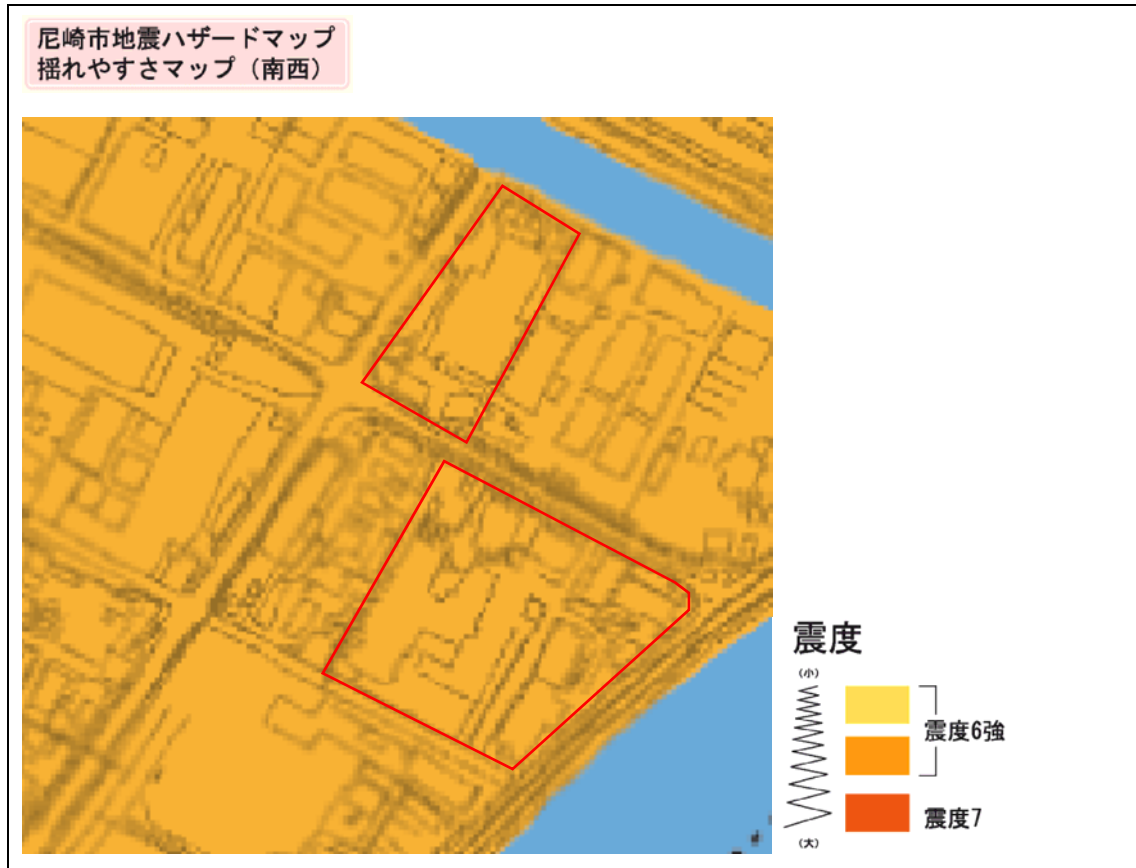 尼崎市地震ハザードマップ
揺れやすさマップ（南西）
震度
（小）
震度6強
震度7
（大）